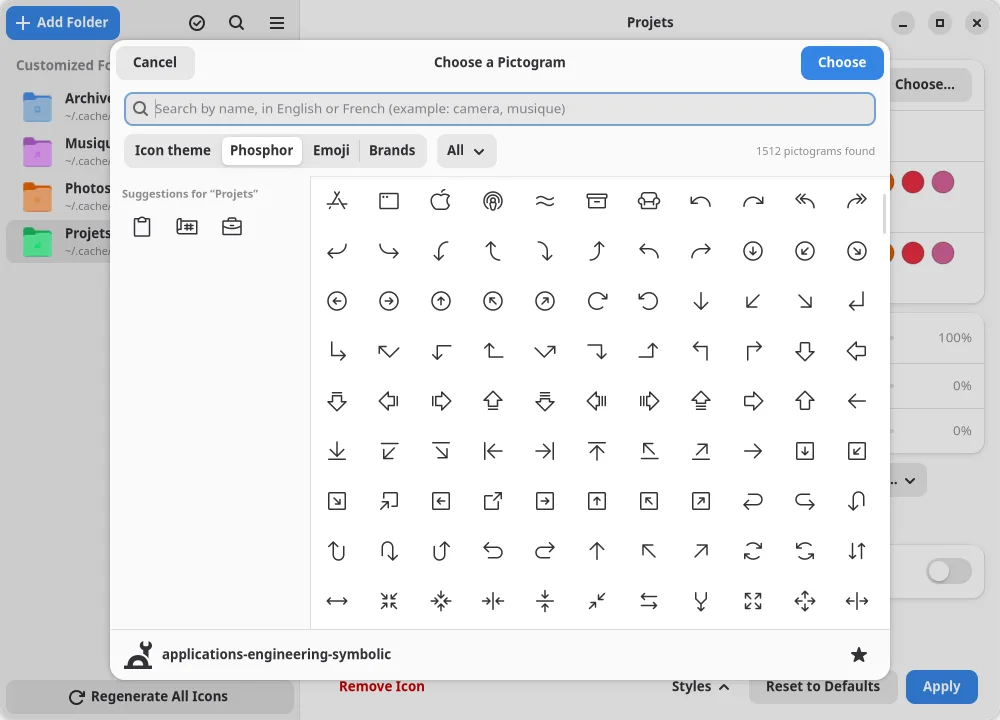 Add Folder
Projets
Customized Fo
Archive
~/.cache/
Musiqu
~/.cache/
Photos
~/.cache/
Projets
~/.cache/
Cancel
Choose a Pictogram
Choose
Search by name, in English or French (example: camera, musique)
Icon theme
Phosphor
Emoji
Brands
All
1512 pictograms found
Suggestions for “Projets”
applications-engineering-symbolic
Choose...
100%
0%
0%
..
Regenerate All Icons
Remove Icon
Styles
Reset to Defaults
Apply